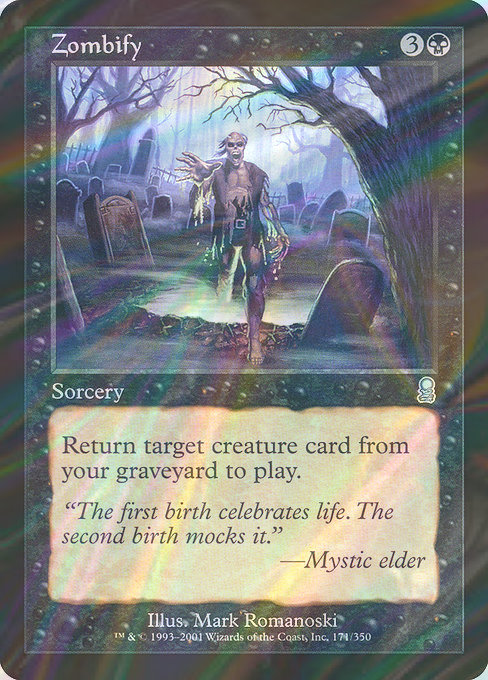 Zombify 3
Sorcery
Return target creature card from
your graveyard to play.
“The first birth celebrates life. The
second birth mocks it.”
—Mystic elder
Illus. Mark Romanoski
™ & © 1993–2001 Wizards of the Coast, Inc. 171/350